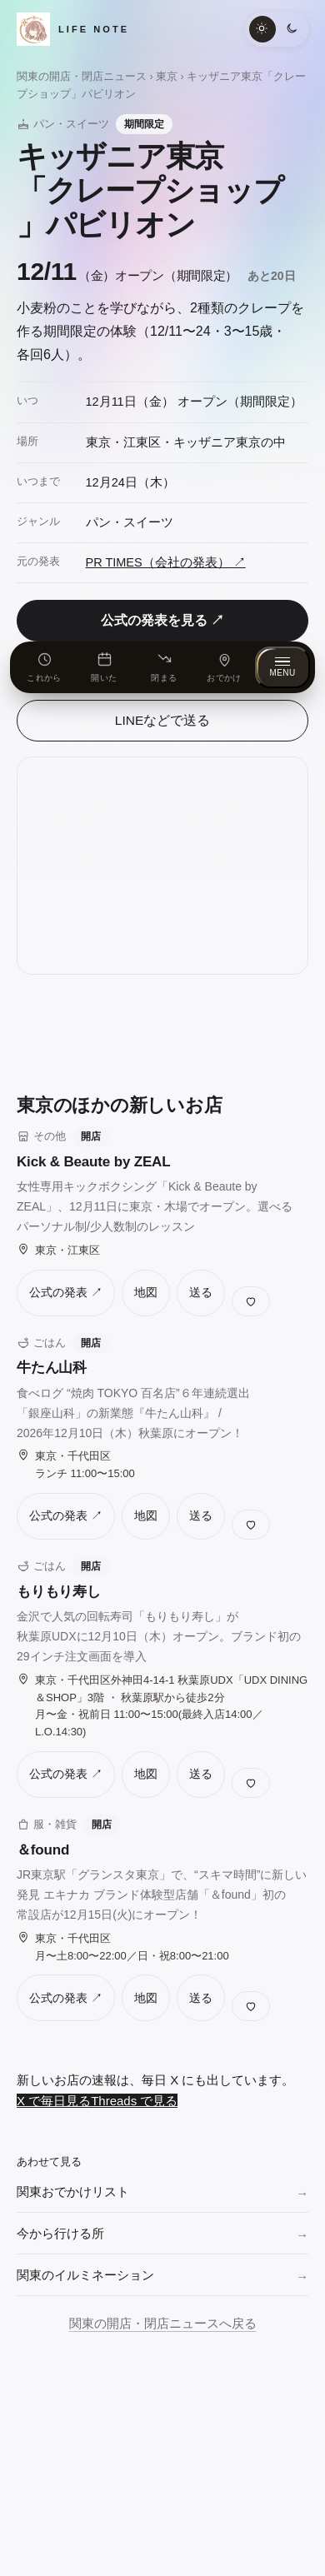 LIFE NOTE
関東の開店・閉店ニュース › 東京 › キッザニア東京「クレー
プショップ」パビリオン
パン・スイーツ 期間限定
キッザニア東京
「クレープショップ
」パビリオン
12/11（金）オープン（期間限定） あと20日
小麦粉のことを学びながら、2種類のクレープを
作る期間限定の体験（12/11〜24・3〜15歳・
各回6人）。
いつ 12月11日（金） オープン（期間限定）
場所 東京・江東区・キッザニア東京の中
いつまで 12月24日（木）
ジャンル パン・スイーツ
元の発表 PR TIMES（会社の発表） ↗
公式の発表を見る ↗
これから 開いた 閉まる おでかけ MENU
LINEなどで送る
東京のほかの新しいお店
その他 開店
Kick & Beaute by ZEAL
女性専用キックボクシング「Kick & Beaute by
ZEAL」、12月11日に東京・木場でオープン。選べる
パーソナル制/少人数制のレッスン
東京・江東区
公式の発表 ↗ 地図 送る
ごはん 開店
牛たん山科
食べログ “焼肉 TOKYO 百名店”６年連続選出
「銀座山科」の新業態『牛たん山科』 /
2026年12月10日（木）秋葉原にオープン！
東京・千代田区
ランチ 11:00〜15:00
公式の発表 ↗ 地図 送る
ごはん 開店
もりもり寿し
金沢で人気の回転寿司「もりもり寿し」が
秋葉原UDXに12月10日（木）オープン。ブランド初の
29インチ注文画面を導入
東京・千代田区外神田4-14-1 秋葉原UDX「UDX DINING
＆SHOP」3階 ・ 秋葉原駅から徒歩2分
月〜金・祝前日 11:00〜15:00(最終入店14:00／
L.O.14:30)
公式の発表 ↗ 地図 送る
服・雑貨 開店
＆found
JR東京駅「グランスタ東京」で、“スキマ時間”に新しい
発見 エキナカ ブランド体験型店舗「＆found」初の
常設店が12月15日(火)にオープン！
東京・千代田区
月〜土8:00〜22:00／日・祝8:00〜21:00
公式の発表 ↗ 地図 送る
新しいお店の速報は、毎日 X にも出しています。
X で毎日見るThreads で見る
あわせて見る
関東おでかけリスト →
今から行ける所 →
関東のイルミネーション →
関東の開店・閉店ニュースへ戻る